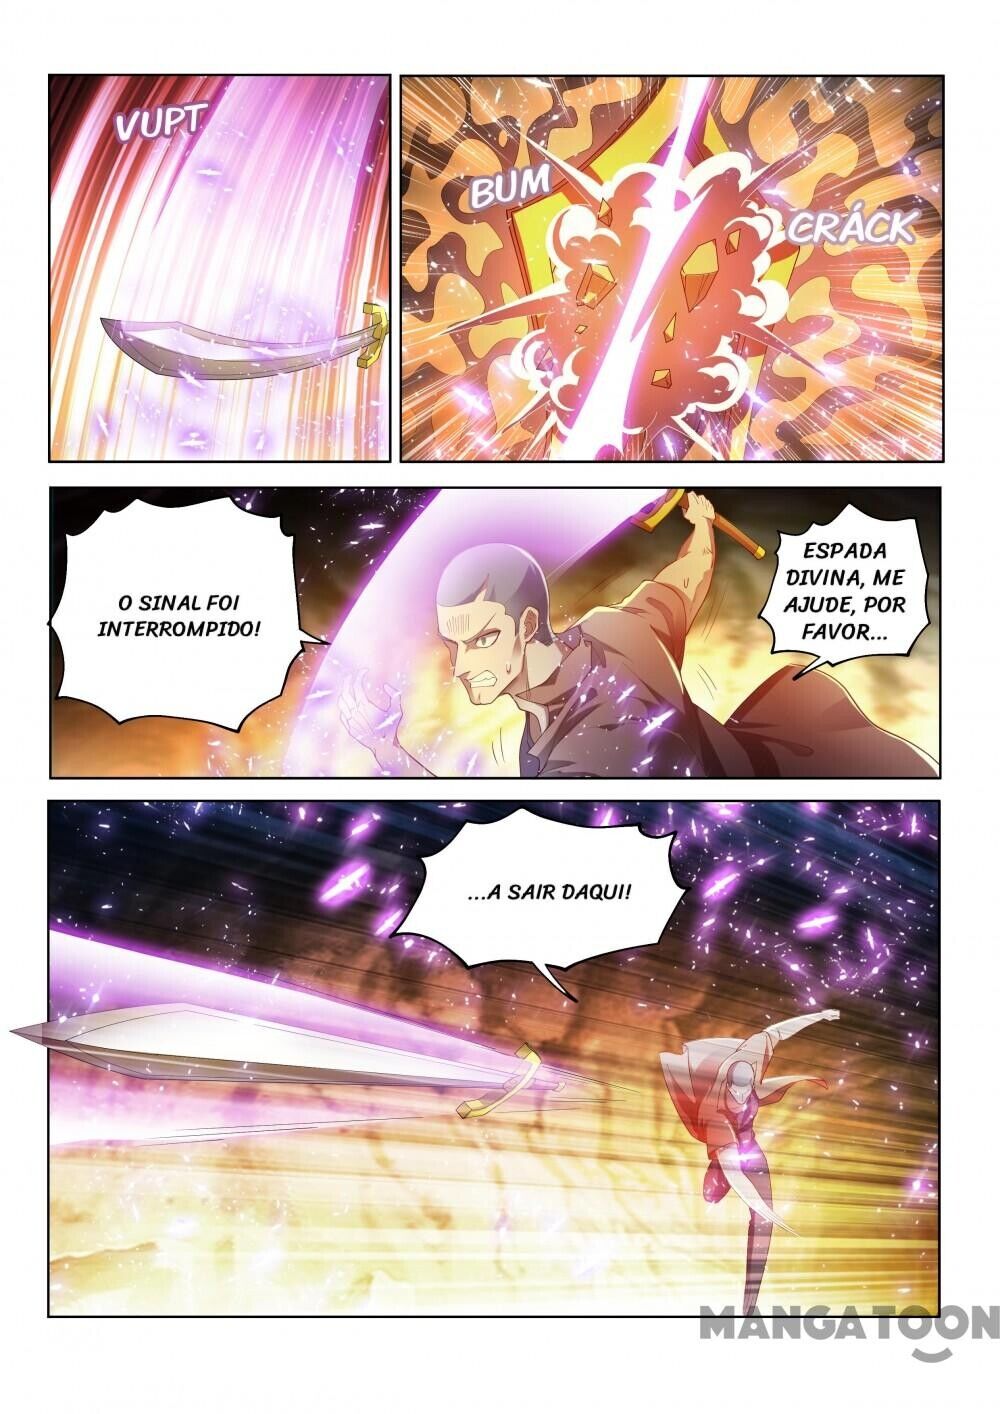 VUPT
BUM
CRÁCK
O SINAL FOI
INTERROMPIDO!
ESPADA
DIVINA, ME
AJUDE, POR
FAVOR...
...A SAIR DAQUI!
MANGATOON